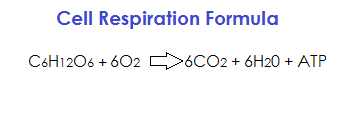 Cell Respiration Formula
C6H12O6 + 6O2 ⇨ 6CO2 + 6H20 + ATP